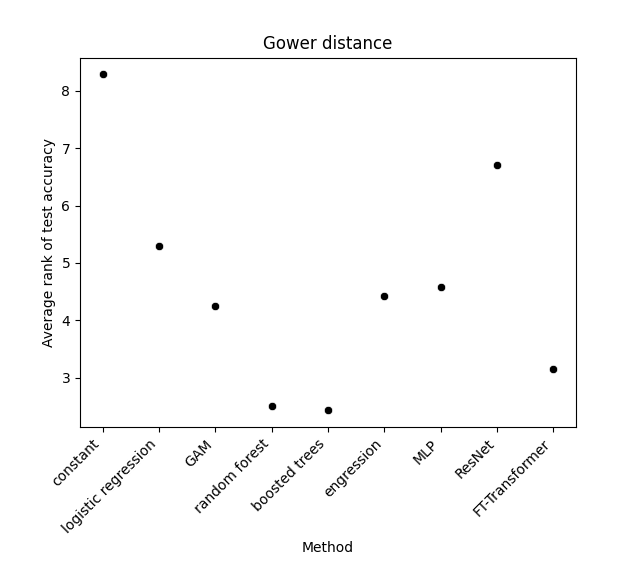 Gower distance
Average rank of test accuracy
8
7
6
5
4
3
constant
logistic regression
GAM
random forest
boosted trees
engression
MLP
ResNet
FT-Transformer
Method